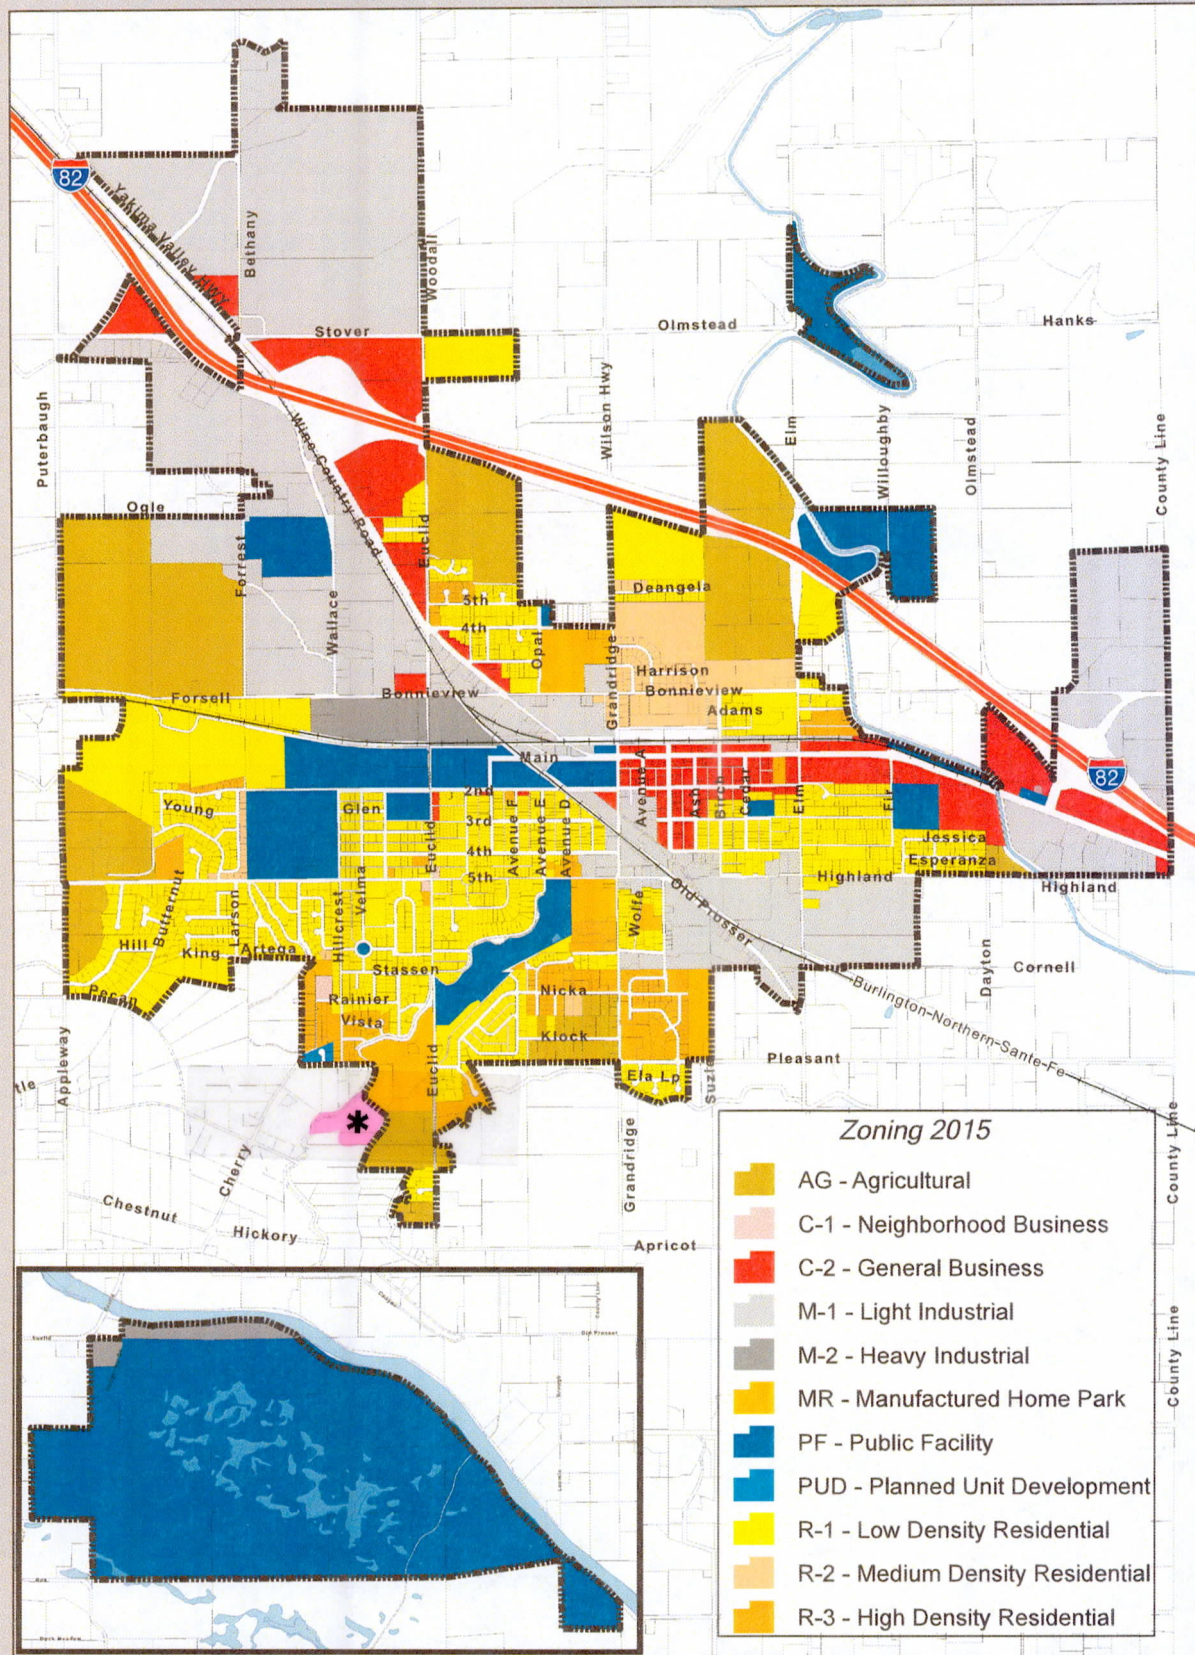 82
Yakima Valley HWY
Bethany
Woodall
Stover
Olmstead
Hanks
Puterbaugh
Wilson Hwy
Elm
Willoughby
Olmstead
County Line
Wine Country Road
Ogle
Forrest
Wallace
Euclid
Deangela
5th
4th
Opal
Grandridge
Harrison
Forsell
Bonnieview
Bonnieview
Adams
Main
82
2nd
Young
Glen
3rd
4th
5th
Euclid
Avenue F
Avenue E
Avenue D
Avenue A
Ash
Birch
Cedar
Elm
Fir
Jessica
Esperanza
Highland
Highland
Butternut
Larson
Hillcrest
Velma
Wolfe
Old Prosser
Hill
King
Artega
Stassen
Dayton
Cornell
Pecan
Rainier
Vista
Nicka
Klock
Burlington-Northern-Sante-Fe
Appleway
tle
Euclid
Ela Lp
Suzie
Pleasant
*
Cherry
Chestnut
Hickory
Grandridge
Apricot
County Line
County Line
Zoning 2015
AG - Agricultural
C-1 - Neighborhood Business
C-2 - General Business
M-1 - Light Industrial
M-2 - Heavy Industrial
MR - Manufactured Home Park
PF - Public Facility
PUD - Planned Unit Development
R-1 - Low Density Residential
R-2 - Medium Density Residential
R-3 - High Density Residential
Euclid
Old Prosser